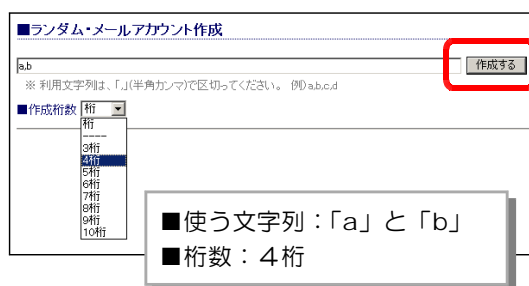 ■ランダム・メールアカウント作成
a,b
作成する
※ 利用文字列は、「,」(半角カンマ)で区切ってください。 例) a,b,c,d
■作成桁数 桁
桁
----
3桁
4桁
5桁
6桁
7桁
8桁
9桁
10桁
■使う文字列：「a」と「b」
■桁数：４桁